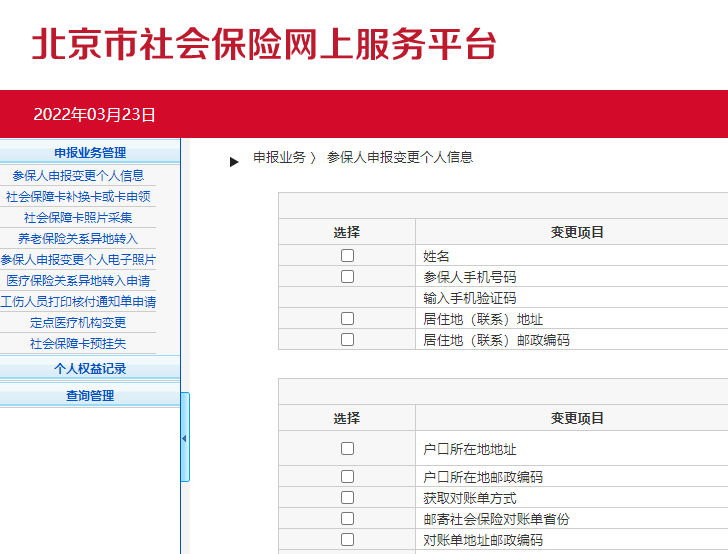 北京市社会保险网上服务平台
2022年03月23日
申报业务管理
参保人申报变更个人信息
社会保障卡补换卡或卡申领
社会保障卡照片采集
养老保险关系异地转入
参保人申报变更个人电子照片
医疗保险关系异地转入申请
工伤人员打印核付通知单申请
定点医疗机构变更
社会保障卡预挂失
个人权益记录
查询管理
申报业务 〉 参保人申报变更个人信息
选择 变更项目
姓名
参保人手机号码
输入手机验证码
居住地（联系）地址
居住地（联系）邮政编码
选择 变更项目
户口所在地地址
户口所在地邮政编码
获取对账单方式
邮寄社会保险对账单省份
对账单地址邮政编码